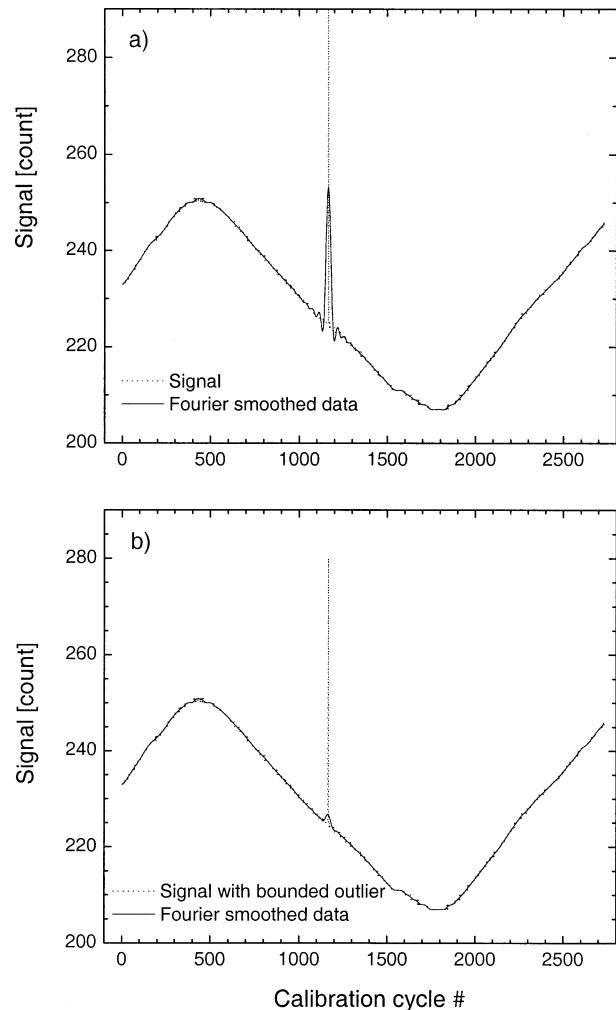 a)
280
260
240
220
200
Signal [count]
Signal
Fourier smoothed data
0 500 1000 1500 2000 2500
b)
280
260
240
220
200
Signal [count]
Signal with bounded outlier
Fourier smoothed data
0 500 1000 1500 2000 2500
Calibration cycle #